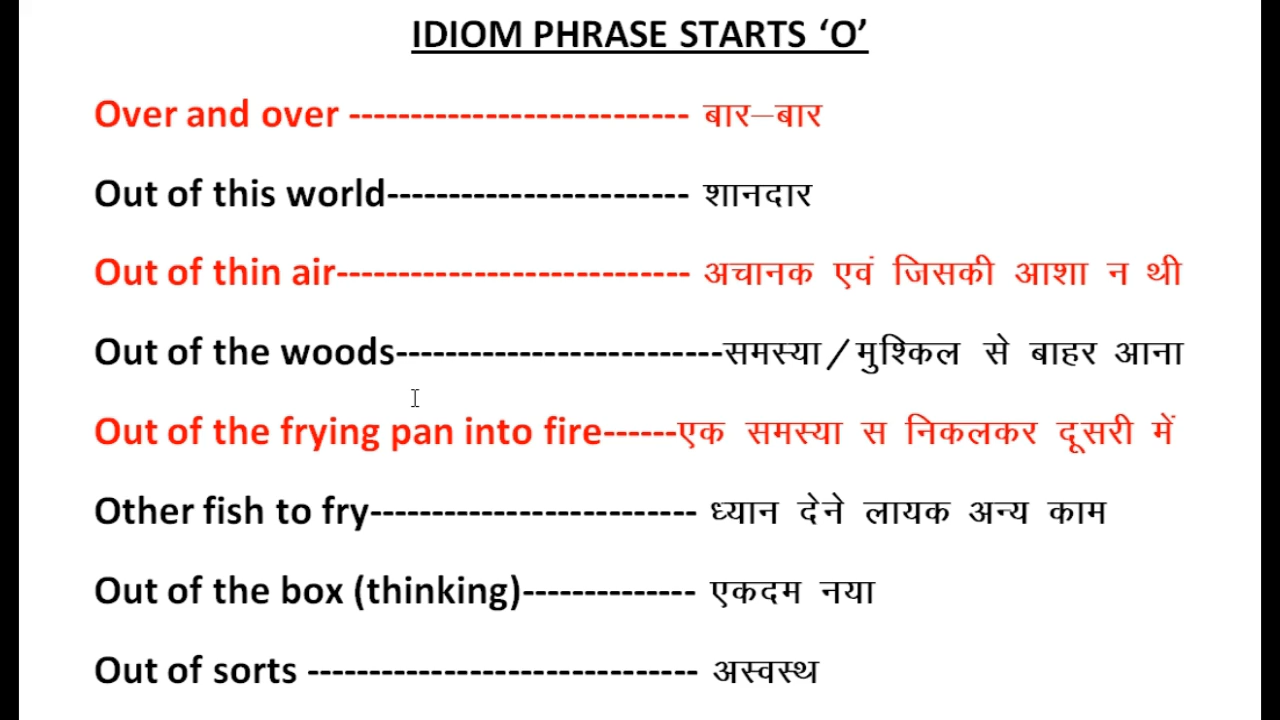 IDIOM PHRASE STARTS ‘O’
Over and over --------------------------- बार–बार
Out of this world------------------------ शानदार
Out of thin air---------------------------- अचानक एवं जिसकी आशा न थी
Out of the woods--------------------------समस्या/मुश्किल से बाहर आना
Out of the frying pan into fire------एक समस्या स निकलकर दूसरी में
Other fish to fry-------------------------- ध्यान देने लायक अन्य काम
Out of the box (thinking)-------------- एकदम नया
Out of sorts ------------------------------- अस्वस्थ